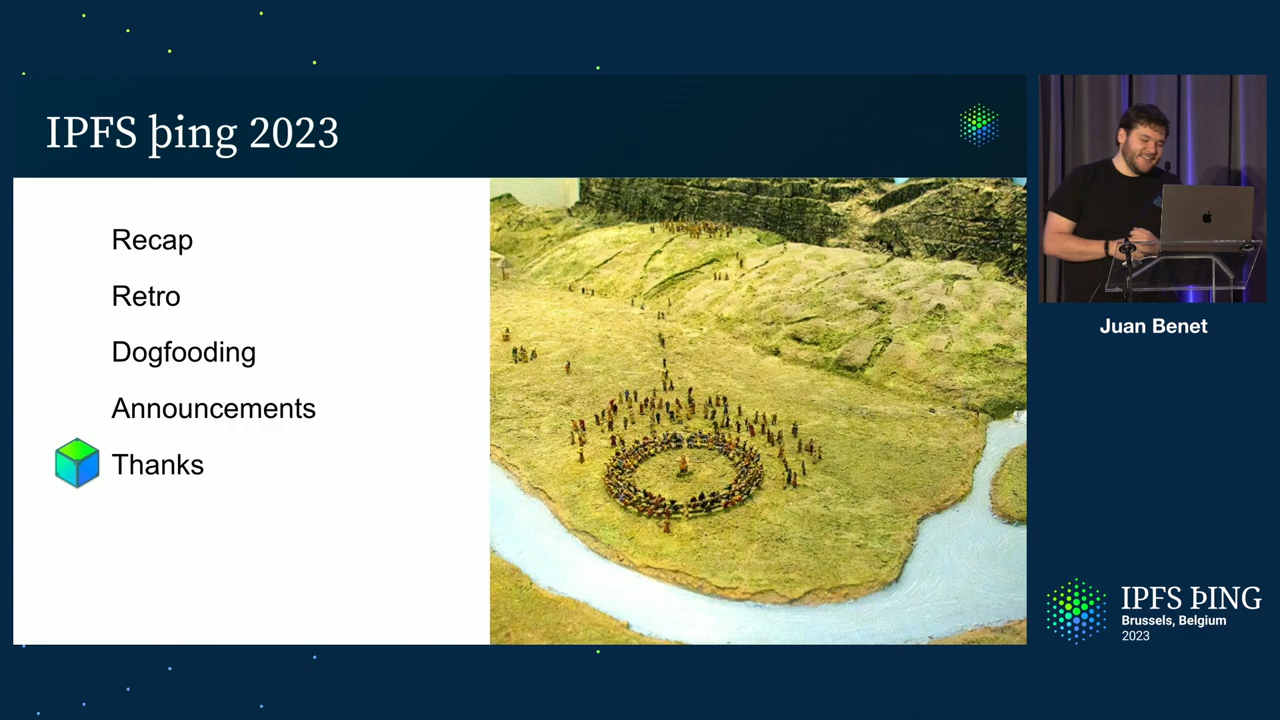 IPFS þing 2023
Recap
Retro
Dogfooding
Announcements
Thanks
Juan Benet
IPFS ÞING
Brussels, Belgium
2023